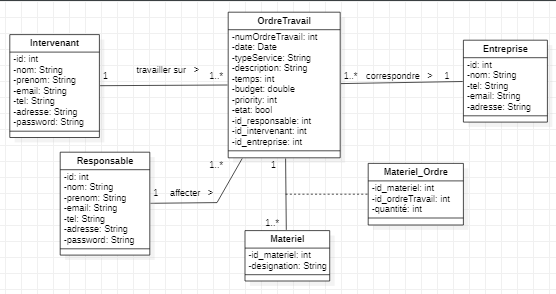 OrdreTravail
-numOrdreTravail: int
-date: Date
-typeService: String
-description: String
-temps: int
-budget: double
-priority: int
-etat: bool
-id_responsable: int
-id_intervenant: int
-id_entreprise: int
Intervenant
-id: int
-nom: String
-prenom: String
-email: String
-tel: String
-adresse: String
-password: String
1 travailler sur > 1..*
1..* correspondre > 1
Entreprise
-id: int
-nom: String
-tel: String
-email: String
-adresse: String
Responsable
-id: int
-nom: String
-prenom: String
-email: String
-tel: String
-adresse: String
-password: String
1..*
1 affecter >
1
1..*
Materiel_Ordre
-id_materiel: int
-id_ordreTravail: int
-quantité: int
Materiel
-id_materiel: int
-designation: String